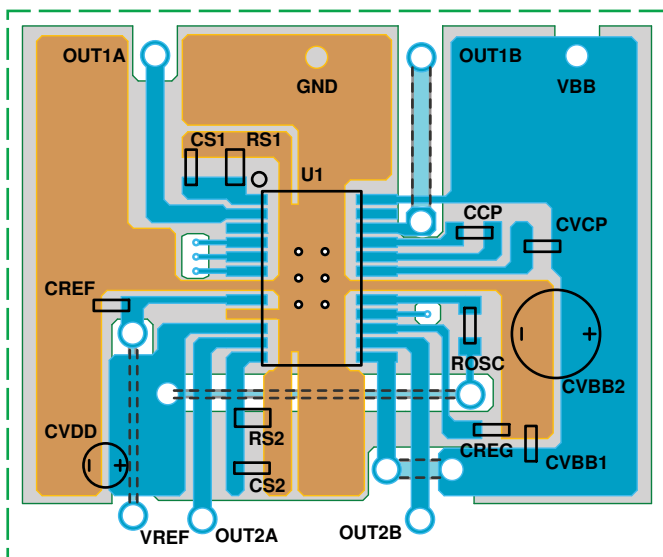 OUT1A
GND
OUT1B
VBB
CS1 RS1
U1
CCP
CVCP
CREF
ROSC
CVBB2
CVDD
RS2
CREG
CVBB1
CS2
VREF
OUT2A
OUT2B